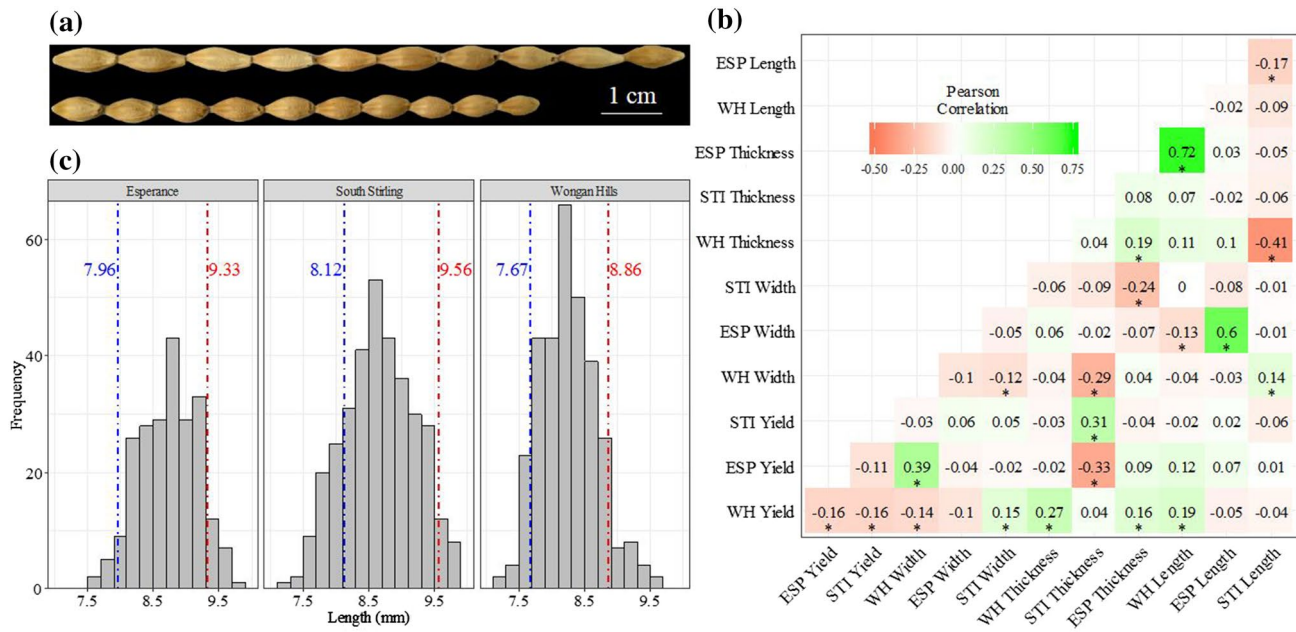 (a)
1 cm
(b)
Pearson
Correlation
-0.50 -0.25 0.00 0.25 0.50 0.75
ESP Length -0.17 *
WH Length -0.02 -0.09
ESP Thickness 0.72 * 0.03 -0.05
STI Thickness 0.08 0.07 -0.02 -0.06
WH Thickness 0.04 0.19 * 0.11 0.1 -0.41 *
STI Width -0.06 -0.09 -0.24 * 0 -0.08 -0.01
ESP Width -0.05 0.06 -0.02 -0.07 -0.13 * 0.6 * -0.01
WH Width -0.1 -0.12 * -0.04 -0.29 * 0.04 -0.04 -0.03 0.14 *
STI Yield -0.03 0.06 0.05 -0.03 0.31 * -0.04 -0.02 0.02 -0.06
ESP Yield -0.11 0.39 * -0.04 -0.02 -0.02 -0.33 * 0.09 0.12 0.07 0.01
WH Yield -0.16 * -0.16 * -0.14 * -0.1 0.15 * 0.27 * 0.04 0.16 * 0.19 * -0.05 -0.04
ESP Yield STI Yield WH Width ESP Width STI Width WH Thickness STI Thickness ESP Thickness WH Length ESP Length STI Length
(c)
Esperance South Stirling Wongan Hills
7.96 9.33 8.12 9.56 7.67 8.86
Frequency
60
40
20
0
7.5 8.5 9.5 7.5 8.5 9.5 7.5 8.5 9.5
Length (mm)